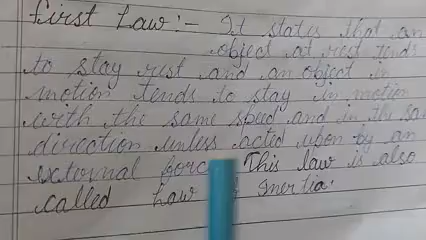 First Law:- It states that an
object at rest tends
to stay rest and an object in
motion tends to stay in motion
with the same speed and in the sa
direction unless acted upon by an
external forc This law is also
called Law Inertia.